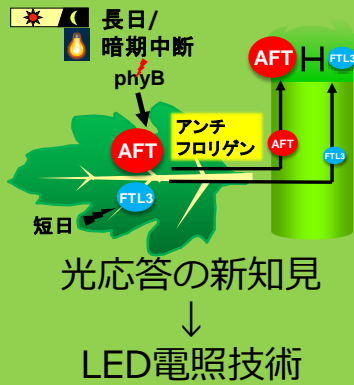 長日/
暗期中断
phyB
AFT
アンチ
フロリゲン
FTL3
短日
AFT
FTL3
AFT
FTL3
光応答の新知見
↓
LED電照技術